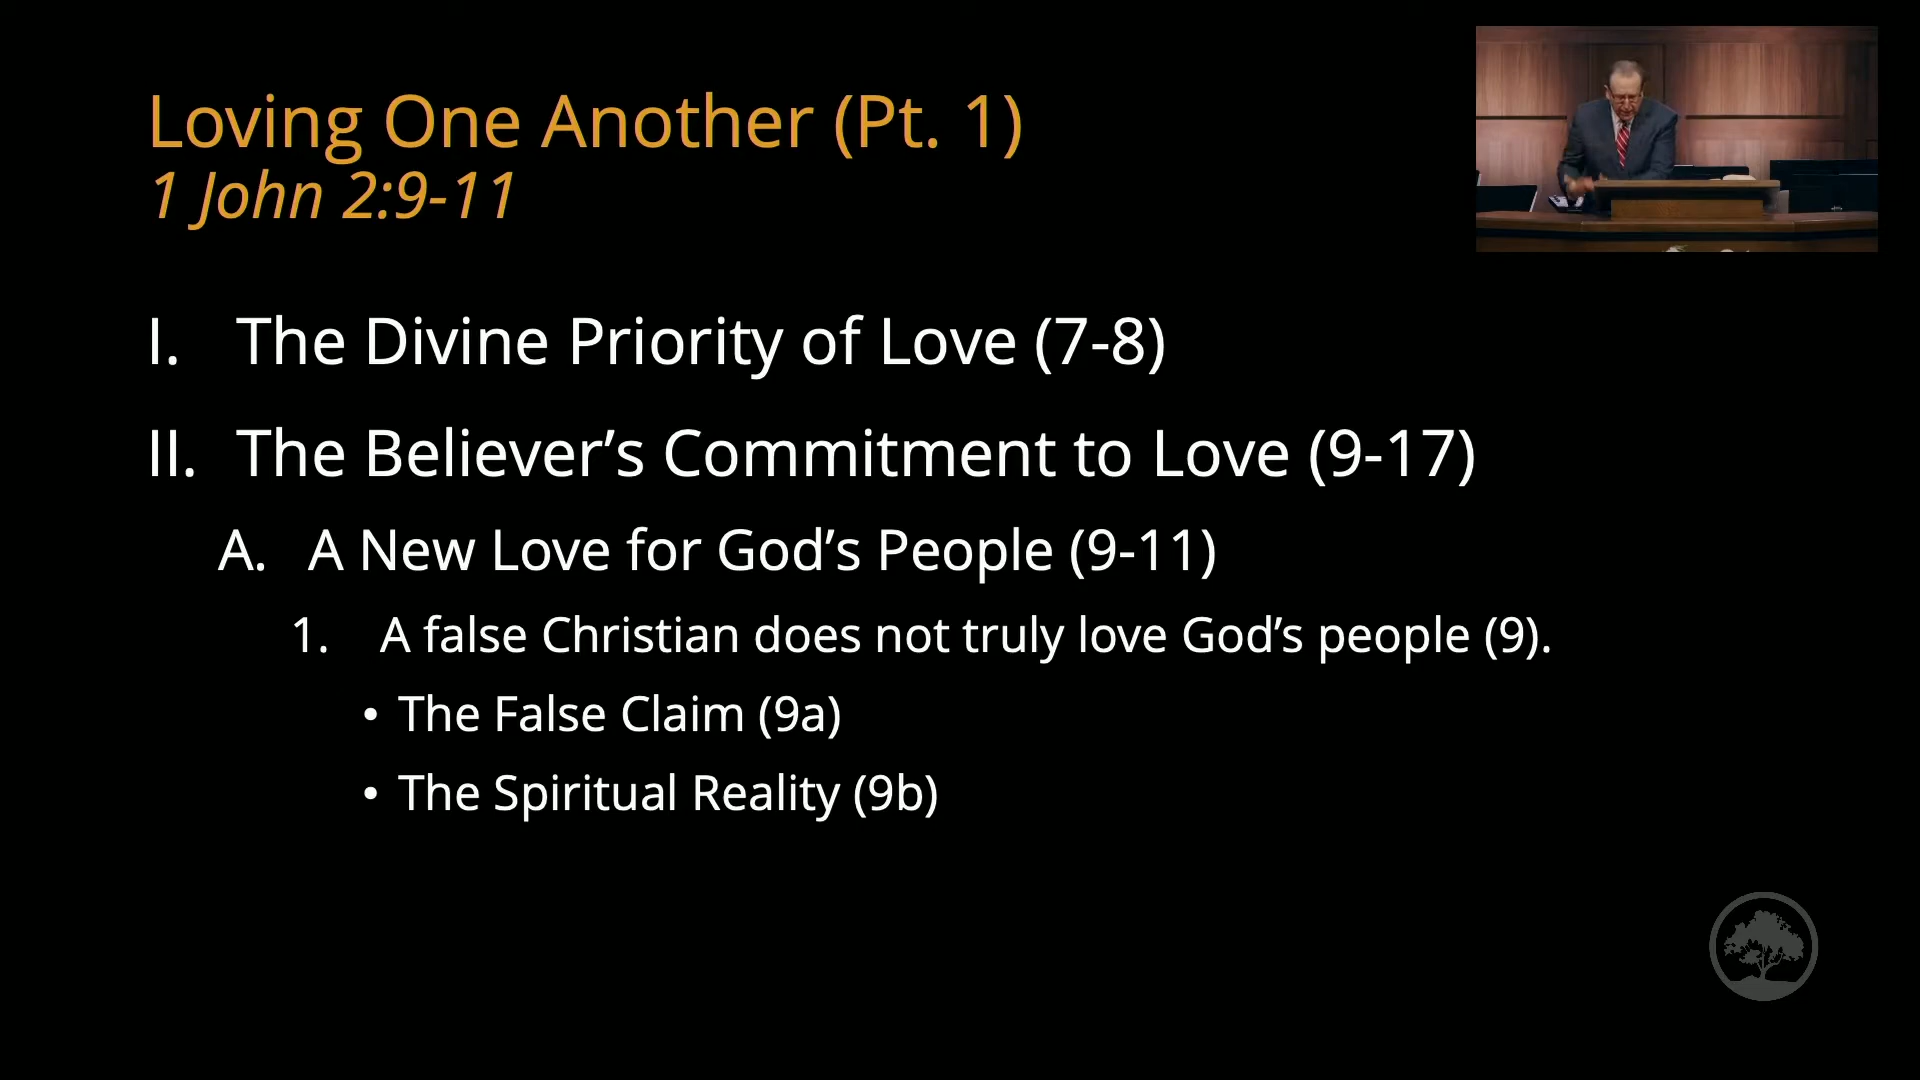 Loving One Another (Pt. 1)
1 John 2:9-11
I. The Divine Priority of Love (7-8)
II. The Believer’s Commitment to Love (9-17)
A. A New Love for God’s People (9-11)
1. A false Christian does not truly love God’s people (9).
• The False Claim (9a)
• The Spiritual Reality (9b)